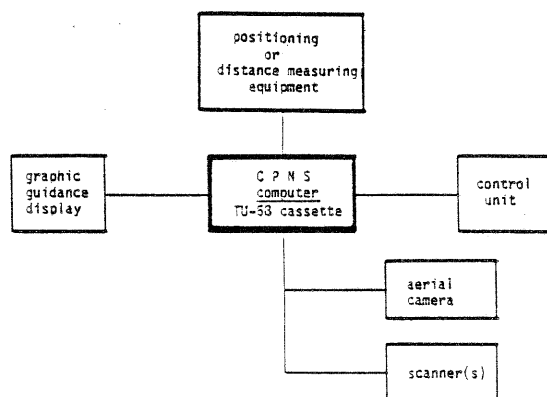 positioning
or
distance measuring
equipment
graphic
guidance
display
C P N S
computer
TU-58 cassette
control
unit
aerial
camera
scanner(s)